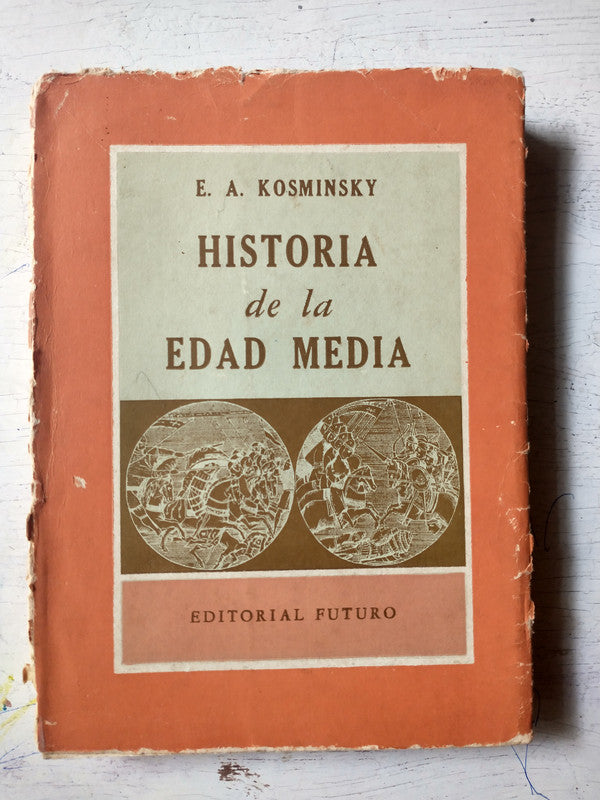 E. A. KOSMINSKY
HISTORIA
de la
EDAD MEDIA
EDITORIAL FUTURO